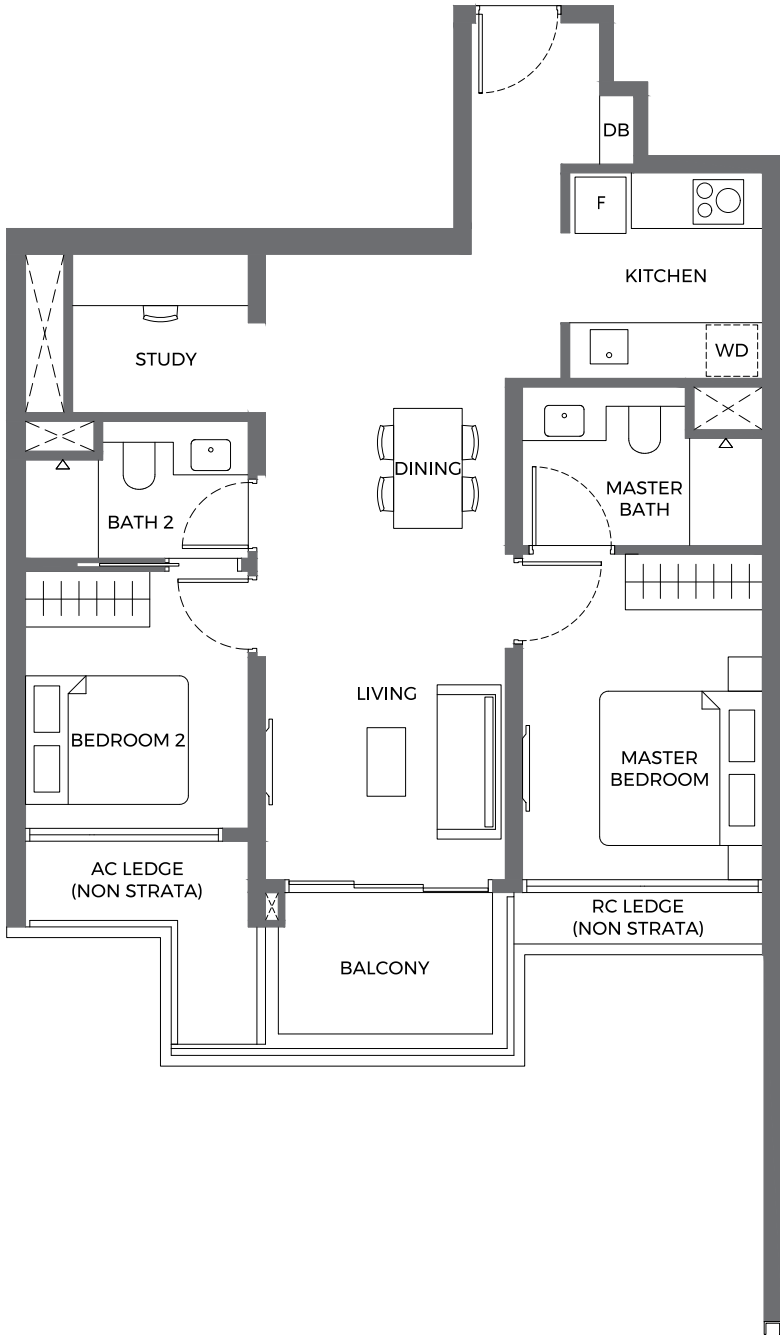 DB
F
KITCHEN
WD
STUDY
DINING
MASTER
BATH
BATH 2
LIVING
BEDROOM 2
MASTER
BEDROOM
AC LEDGE
(NON STRATA)
RC LEDGE
(NON STRATA)
BALCONY